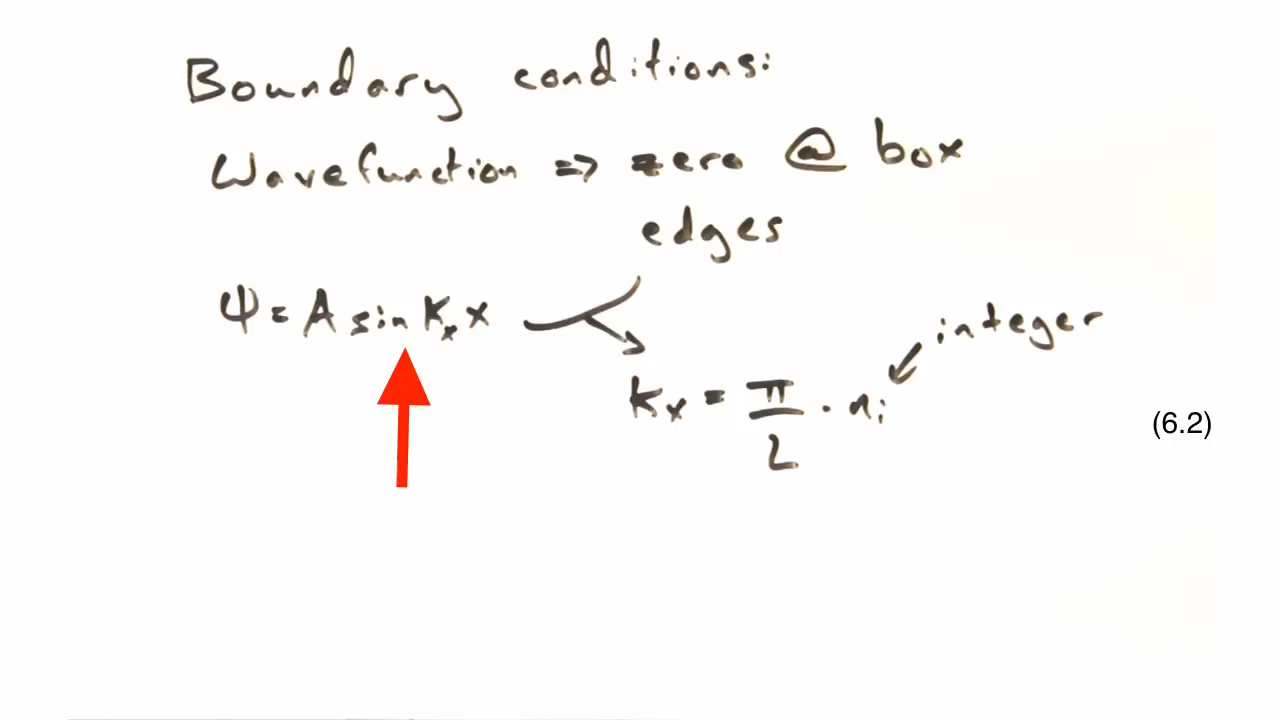 Boundary conditions:
Wavefunction => zero @ box
edges
Ψ = A sin Kₓ x
integer
Kₓ = π/L · nᵢ
(6.2)